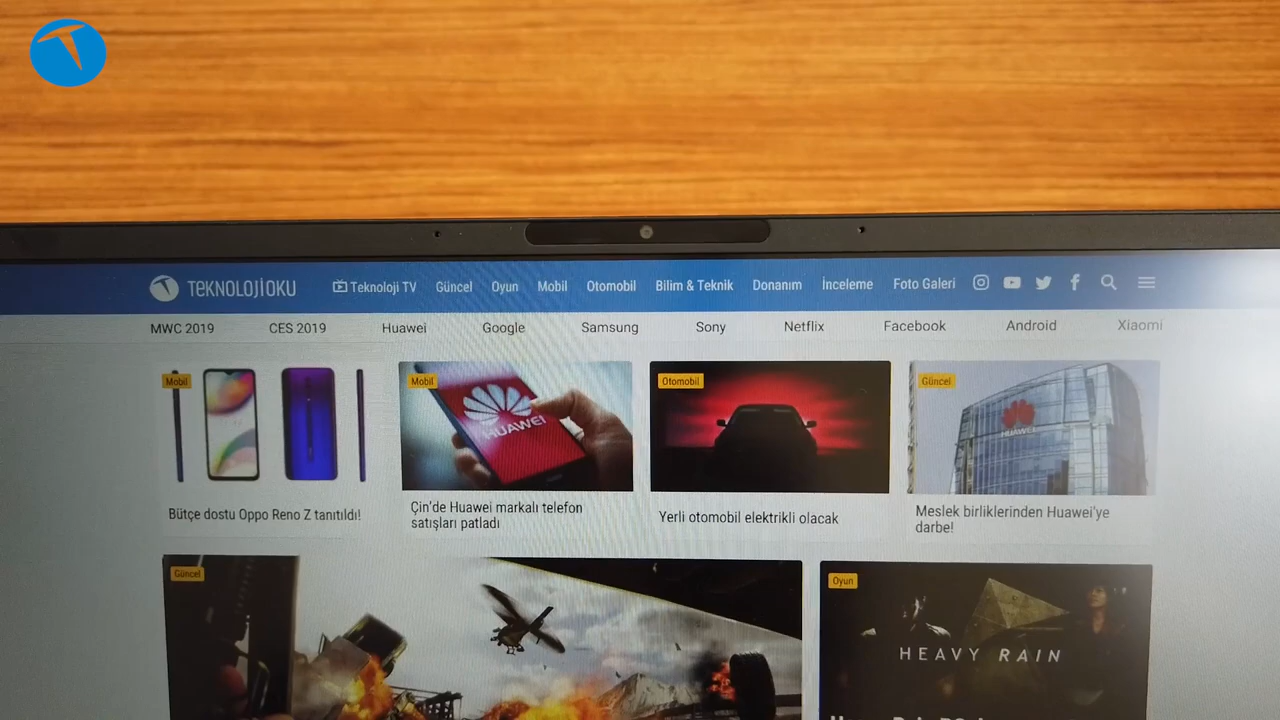 TEKNOLOJİOKU
Teknoloji TV Güncel Oyun Mobil Otomobil Bilim & Teknik Donanım İnceleme Foto Galeri
MWC 2019 CES 2019 Huawei Google Samsung Sony Netflix Facebook Android Xiaomi
Mobil
Bütçe dostu Oppo Reno Z tanıtıldı!
Mobil
HUAWEI
Çin'de Huawei markalı telefon
satışları patladı
Otomobil
Yerli otomobil elektrikli olacak
Güncel
HUAWEI
Meslek birliklerinden Huawei'ye
darbe!
Güncel
Oyun
HEAVY RAIN